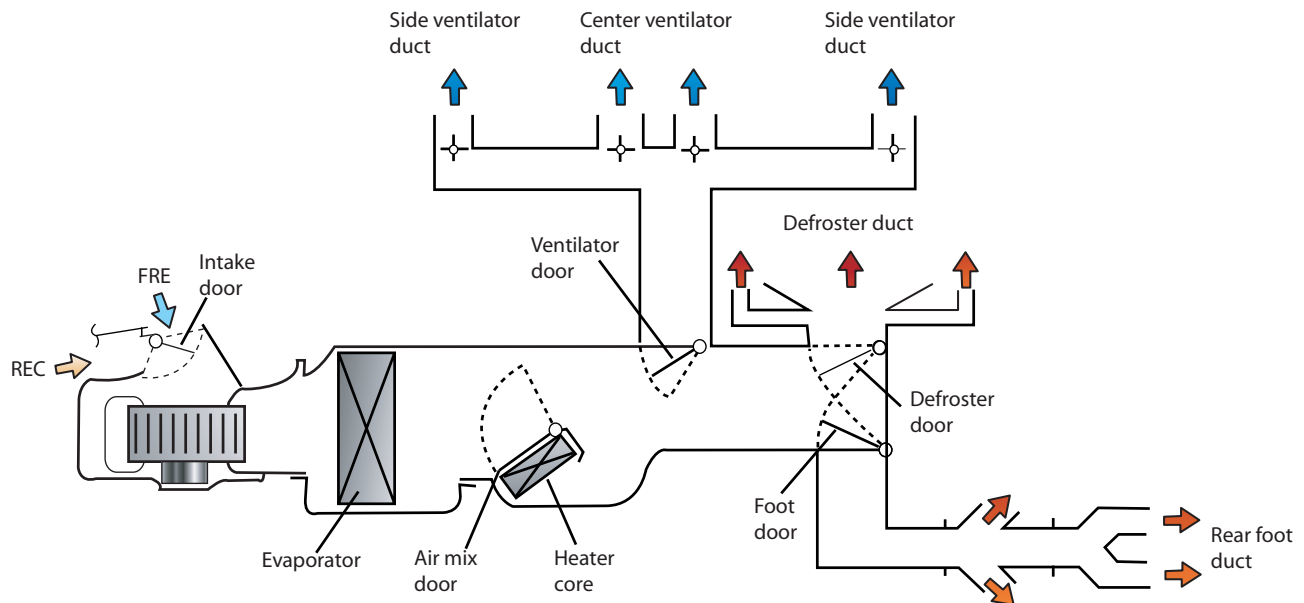 Side ventilator
duct
Center ventilator
duct
Side ventilator
duct
Defroster duct
Ventilator
door
FRE
Intake
door
REC
Defroster
door
Evaporator
Air mix
door
Heater
core
Foot
door
Rear foot
duct